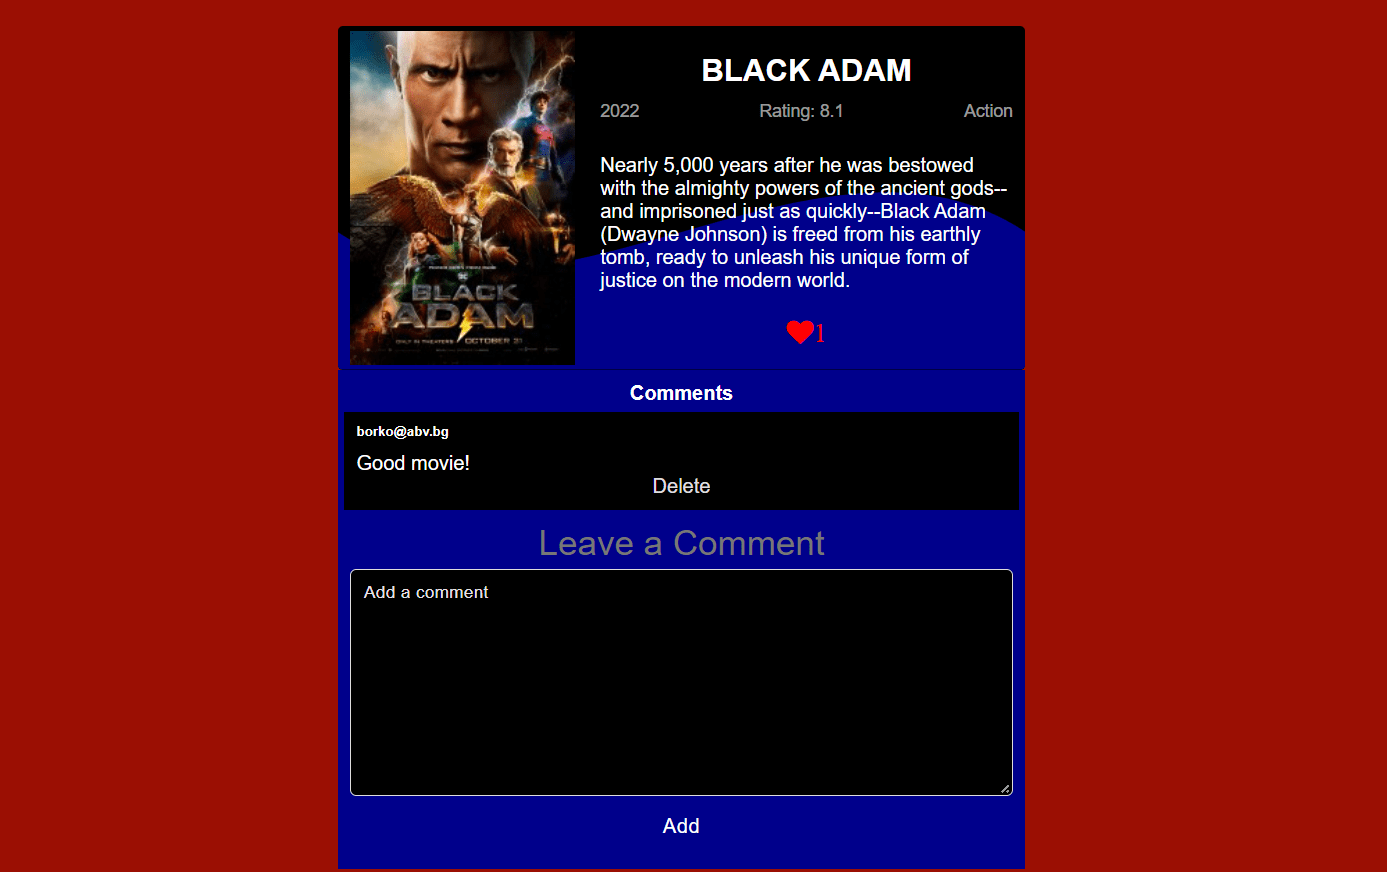 BLACK ADAM
2022 Rating: 8.1 Action
Nearly 5,000 years after he was bestowed
with the almighty powers of the ancient gods--
and imprisoned just as quickly--Black Adam
(Dwayne Johnson) is freed from his earthly
tomb, ready to unleash his unique form of
justice on the modern world.
1
BLACK
ADAM
ONLY IN THEATERS OCTOBER 21
Comments
borko@abv.bg
Good movie!
Delete
Leave a Comment
Add a comment
Add